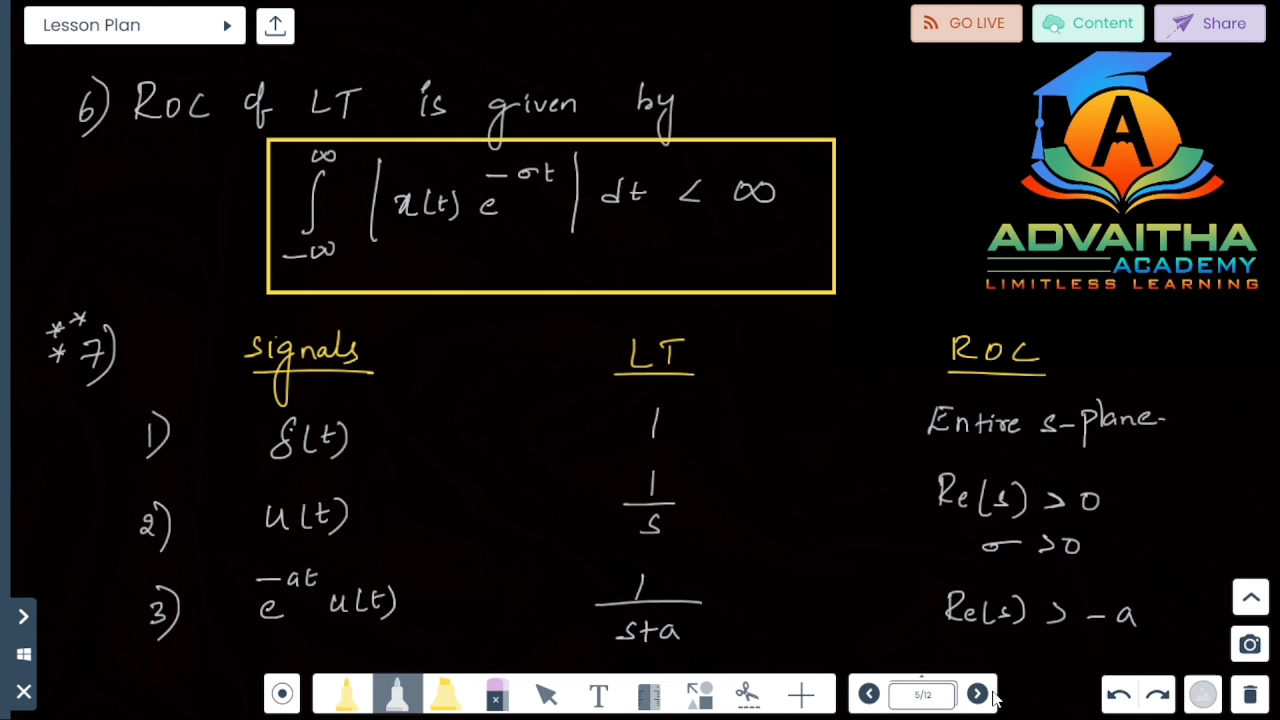 Lesson Plan
GO LIVE
Content
Share
6) ROC of LT is given by
∫_{-∞}^{∞} | x(t) e^{-σt} | dt < ∞
A
ADVAITHA
ACADEMY
LIMITLESS LEARNING
*** 7) Signals LT ROC
1) δ(t) 1 Entire s-plane.
2) u(t) 1/s Re(s) > 0
σ > 0
3) e^{-at} u(t) 1/(s+a) Re(s) > -a
T 5/12